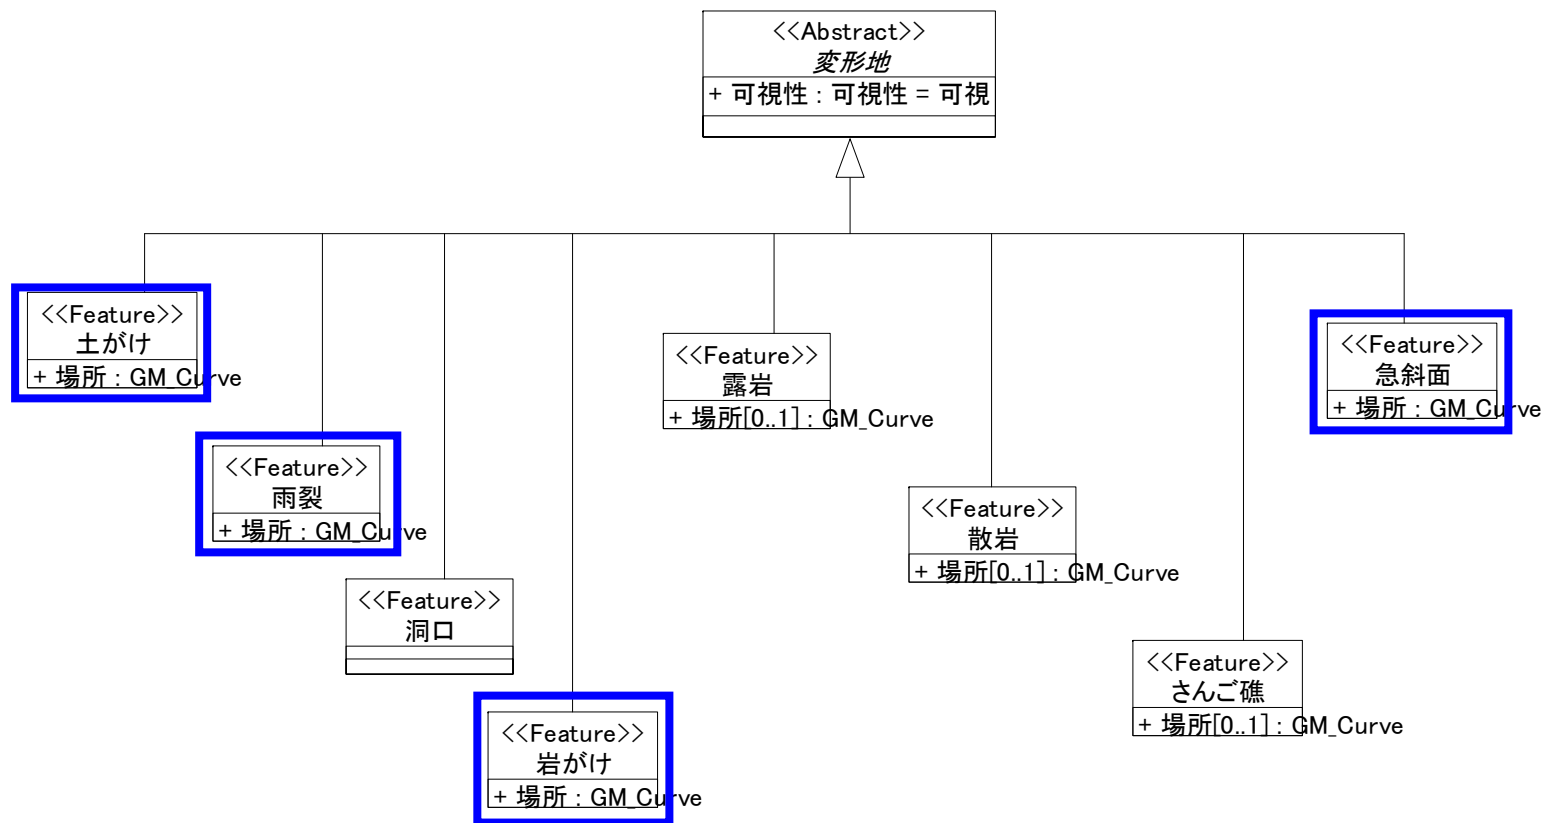 <<Abstract>>
変形地
+ 可視性 : 可視性 = 可視
<<Feature>>
土がけ
+ 場所 : GM_Curve
<<Feature>>
雨裂
+ 場所 : GM_Curve
<<Feature>>
洞口
<<Feature>>
岩がけ
+ 場所 : GM_Curve
<<Feature>>
露岩
+ 場所[0..1] : GM_Curve
<<Feature>>
散岩
+ 場所[0..1] : GM_Curve
<<Feature>>
さんご礁
+ 場所[0..1] : GM_Curve
<<Feature>>
急斜面
+ 場所 : GM_Curve